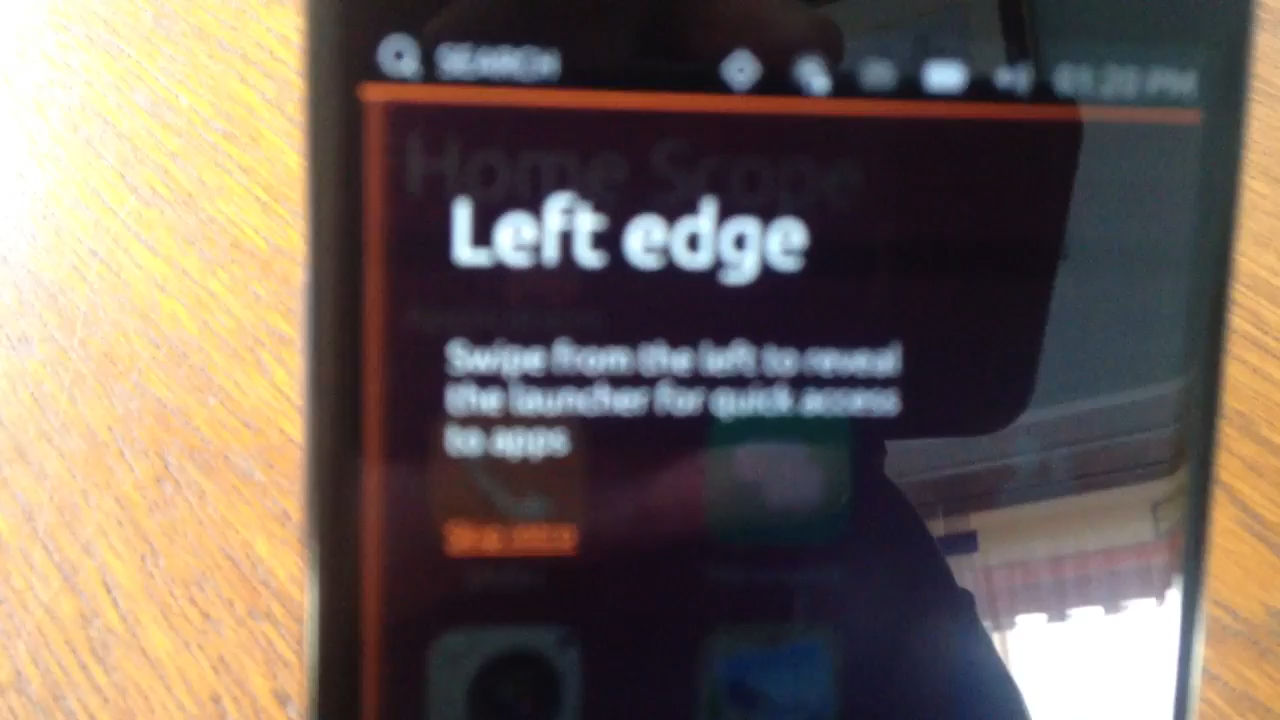 SEARCH
01:20 PM
Home Scope
Left edge
Swipe from the left to reveal
the launcher for quick access
to apps